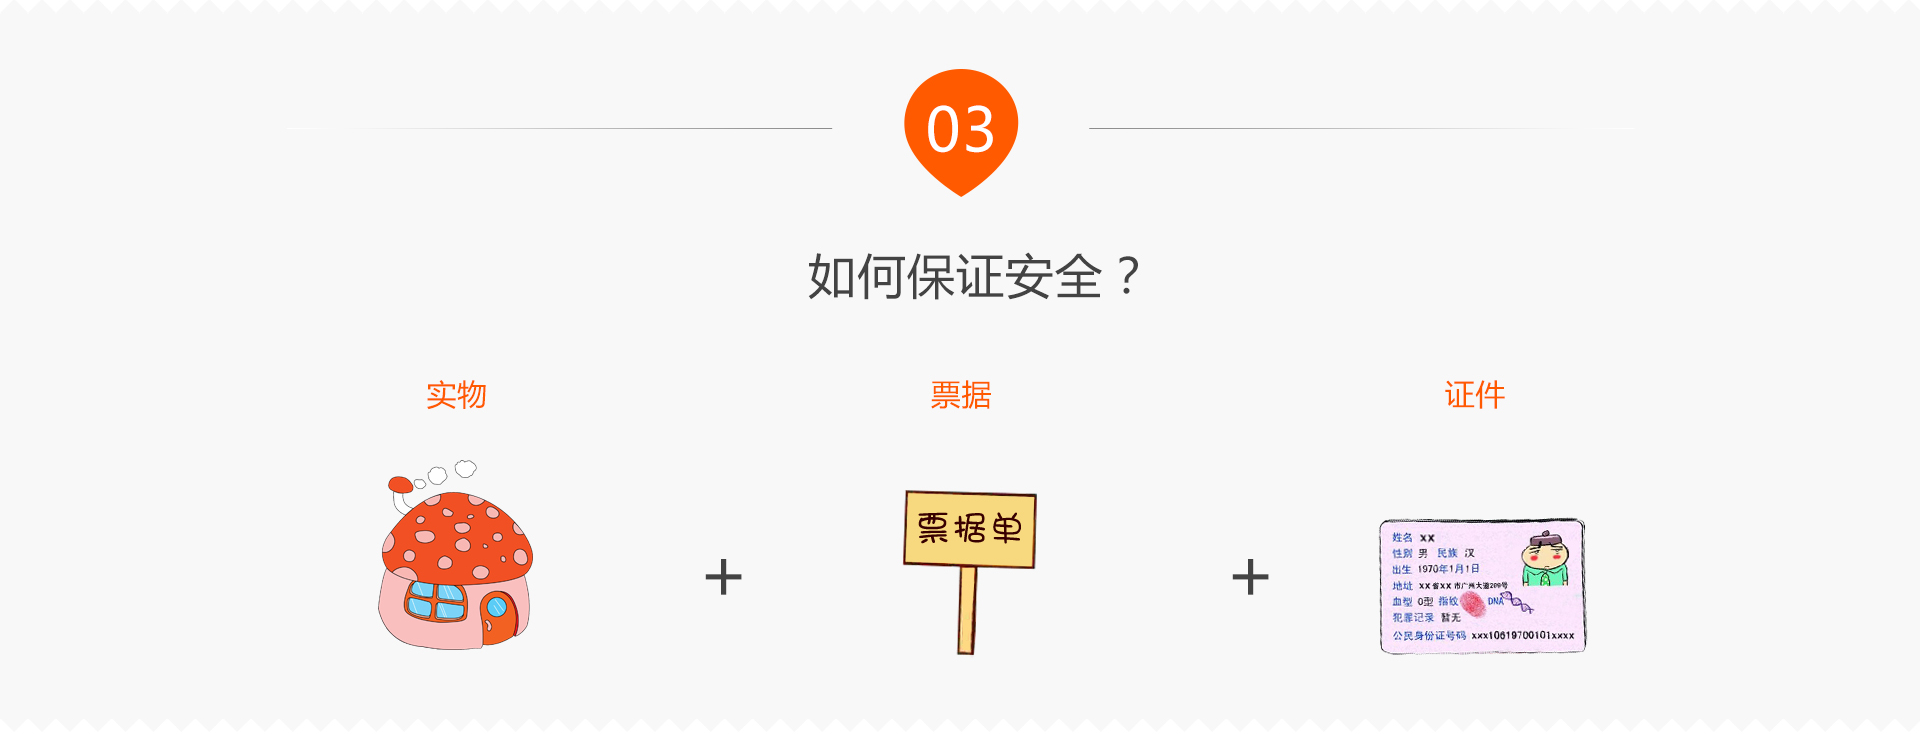 03
如何保证安全？
实物
票据
证件
票据单
姓名 XX
性别 男 民族 汉
出生 1970年1月1日
地址 XX省XX市广州大道209号
血型 O型 指纹 DNA
犯罪记录 暂无
公民身份证号码 xxx10619700101xxxx